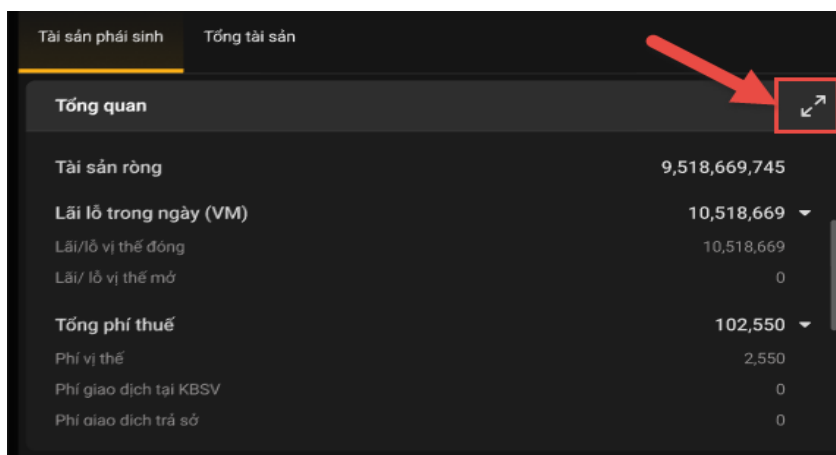 Tài sản phái sinh Tổng tài sản
Tổng quan
Tài sản ròng 9,518,669,745
Lãi lỗ trong ngày (VM) 10,518,669
Lãi/lỗ vị thế đóng 10,518,669
Lãi/ lỗ vị thế mở 0
Tổng phí thuế 102,550
Phí vị thế 2,550
Phí giao dịch tại KBSV 0
Phí giao dịch trả sở 0